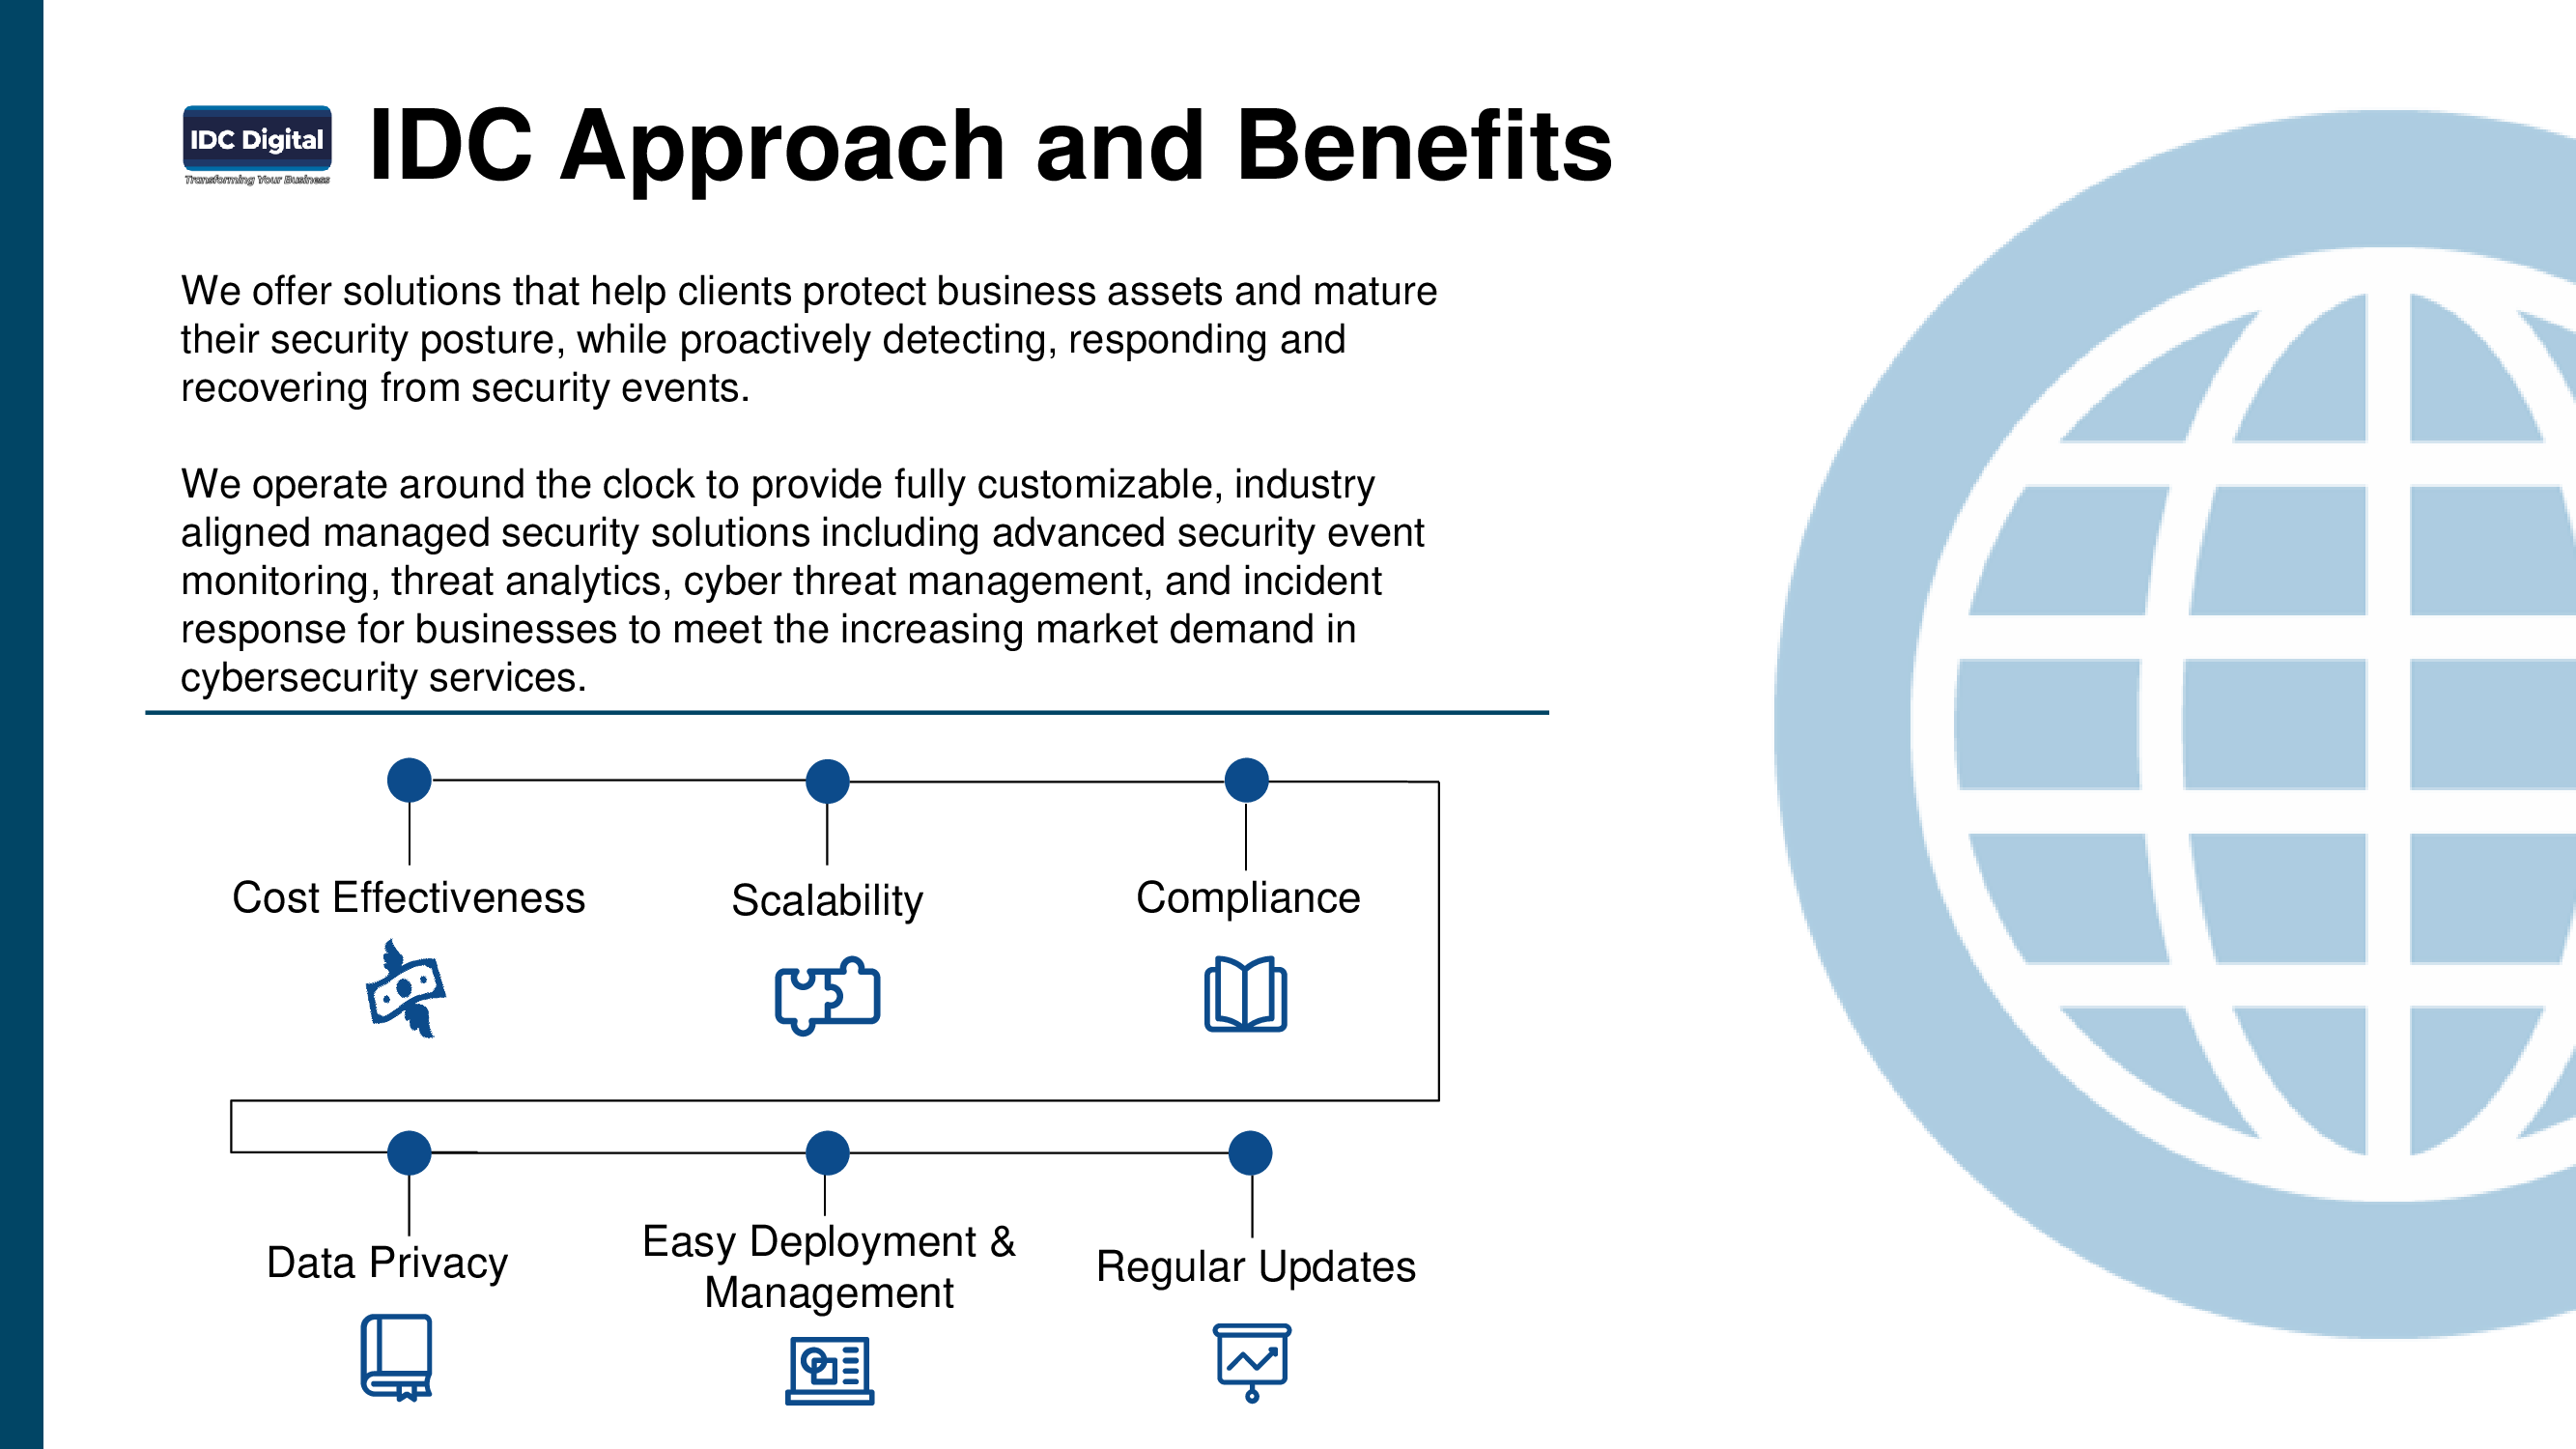 IDC Digital
Transforming Your Business
IDC Approach and Benefits
We offer solutions that help clients protect business assets and mature
their security posture, while proactively detecting, responding and
recovering from security events.
We operate around the clock to provide fully customizable, industry
aligned managed security solutions including advanced security event
monitoring, threat analytics, cyber threat management, and incident
response for businesses to meet the increasing market demand in
cybersecurity services.
Cost Effectiveness
Scalability
Compliance
Data Privacy
Easy Deployment &
Management
Regular Updates